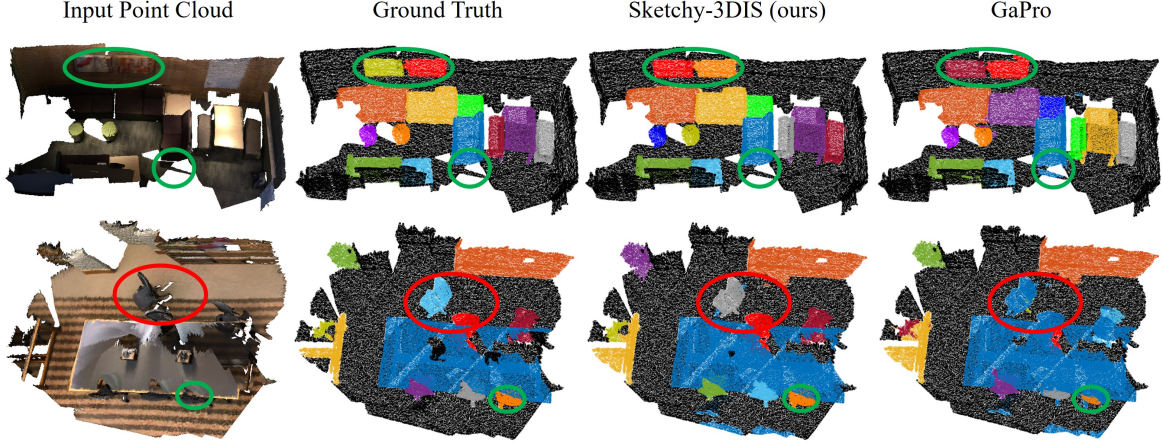 Input Point Cloud
Ground Truth
Sketchy-3DIS (ours)
GaPro